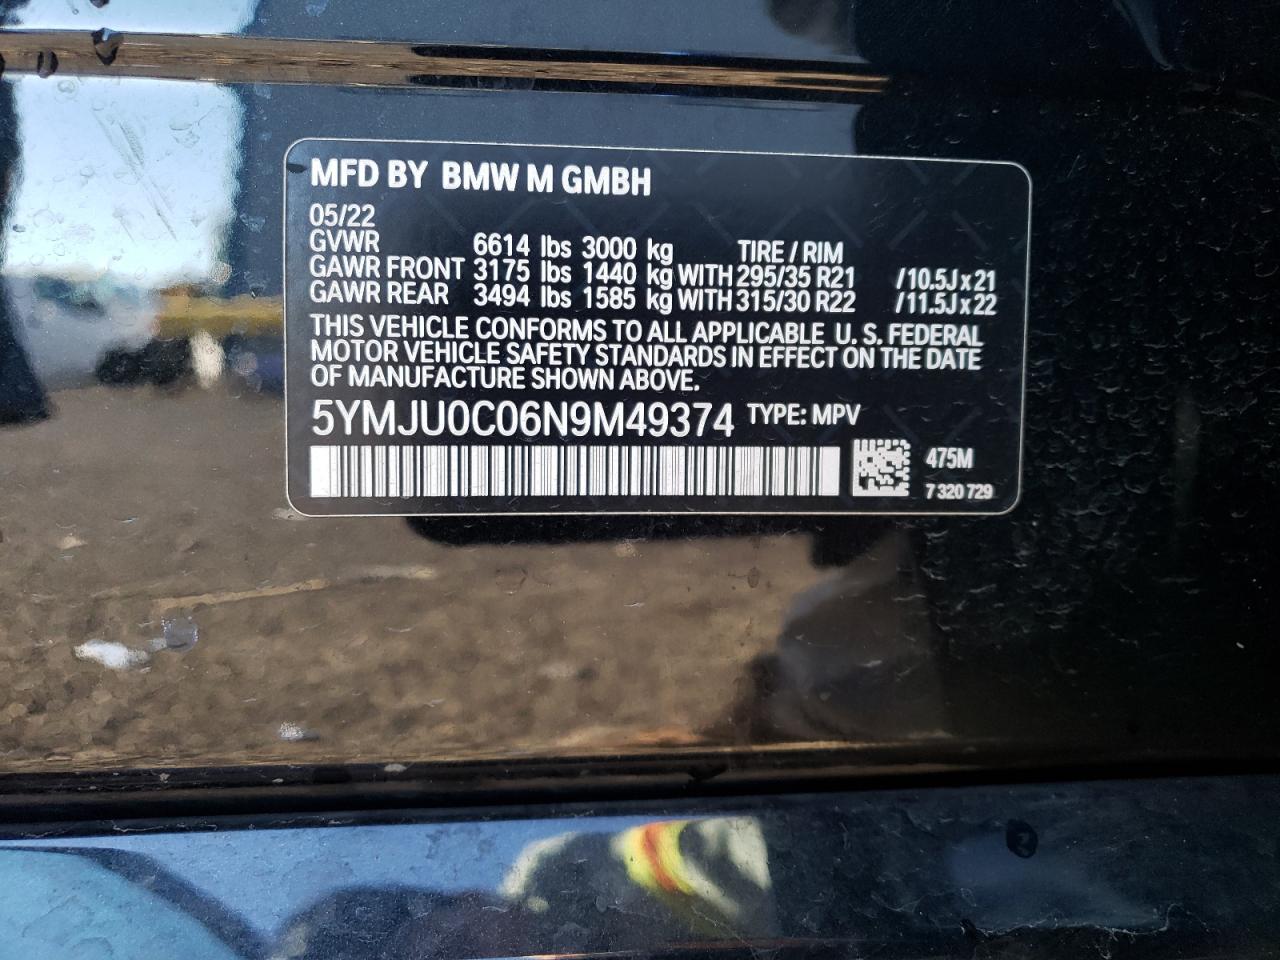 MFD BY BMW M GMBH
05/22
GVWR 6614 lbs 3000 kg TIRE / RIM
GAWR FRONT 3175 lbs 1440 kg WITH 295/35 R21 /10.5J x 21
GAWR REAR 3494 lbs 1585 kg WITH 315/30 R22 /11.5J x 22
THIS VEHICLE CONFORMS TO ALL APPLICABLE U. S. FEDERAL
MOTOR VEHICLE SAFETY STANDARDS IN EFFECT ON THE DATE
OF MANUFACTURE SHOWN ABOVE.
5YMJU0C06N9M49374 TYPE: MPV
475M
7 320 729